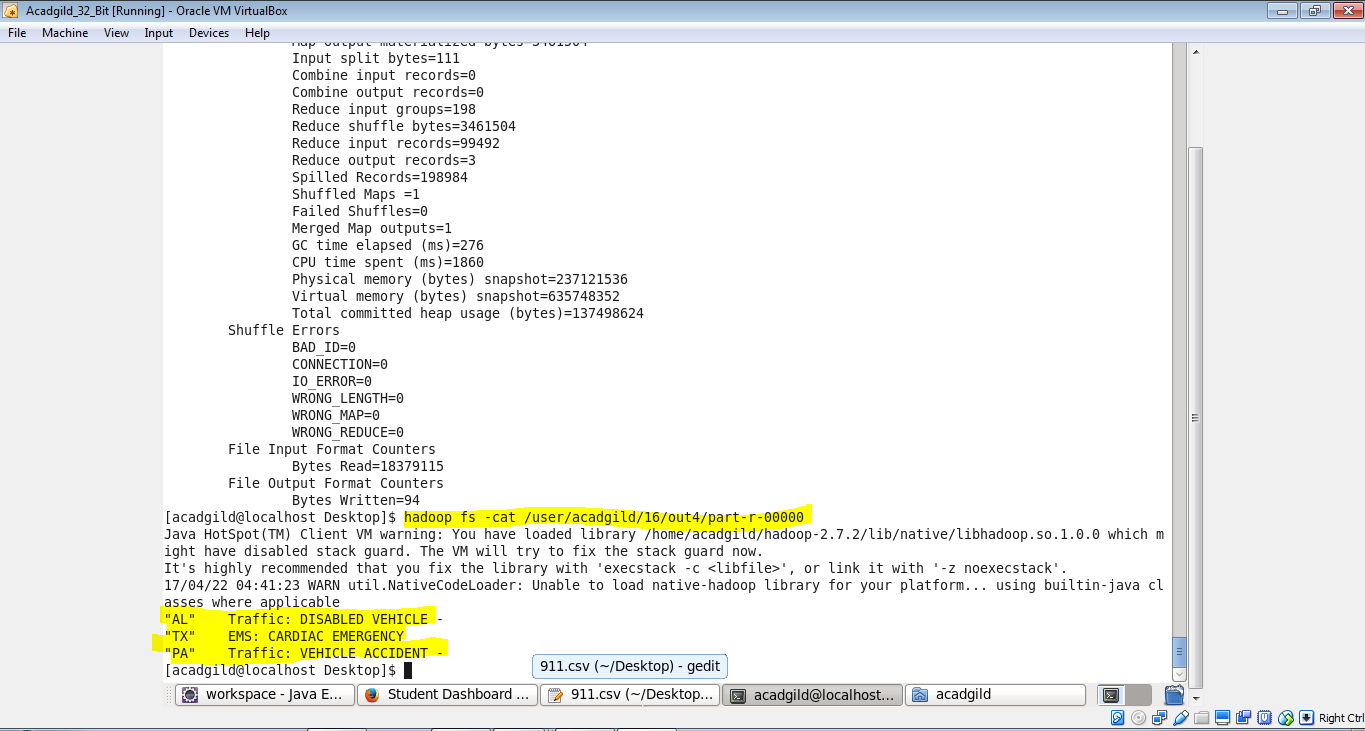 Acadgild_32_Bit [Running] - Oracle VM VirtualBox
File Machine View Input Devices Help
Map output materialized bytes=3461504
Input split bytes=111
Combine input records=0
Combine output records=0
Reduce input groups=198
Reduce shuffle bytes=3461504
Reduce input records=99492
Reduce output records=3
Spilled Records=198984
Shuffled Maps =1
Failed Shuffles=0
Merged Map outputs=1
GC time elapsed (ms)=276
CPU time spent (ms)=1860
Physical memory (bytes) snapshot=237121536
Virtual memory (bytes) snapshot=635748352
Total committed heap usage (bytes)=137498624
Shuffle Errors
BAD_ID=0
CONNECTION=0
IO_ERROR=0
WRONG_LENGTH=0
WRONG_MAP=0
WRONG_REDUCE=0
File Input Format Counters
Bytes Read=18379115
File Output Format Counters
Bytes Written=94
[acadgild@localhost Desktop]$ hadoop fs -cat /user/acadgild/16/out4/part-r-00000
Java HotSpot(TM) Client VM warning: You have loaded library /home/acadgild/hadoop-2.7.2/lib/native/libhadoop.so.1.0.0 which m
ight have disabled stack guard. The VM will try to fix the stack guard now.
It's highly recommended that you fix the library with 'execstack -c <libfile>', or link it with '-z noexecstack'.
17/04/22 04:41:23 WARN util.NativeCodeLoader: Unable to load native-hadoop library for your platform... using builtin-java cl
asses where applicable
"AL" Traffic: DISABLED VEHICLE -
"TX" EMS: CARDIAC EMERGENCY
"PA" Traffic: VEHICLE ACCIDENT -
[acadgild@localhost Desktop]$
911.csv (~/Desktop) - gedit
workspace - Java E... Student Dashboard ... 911.csv (~/Desktop... acadgild@localhost... acadgild
Right Ctrl